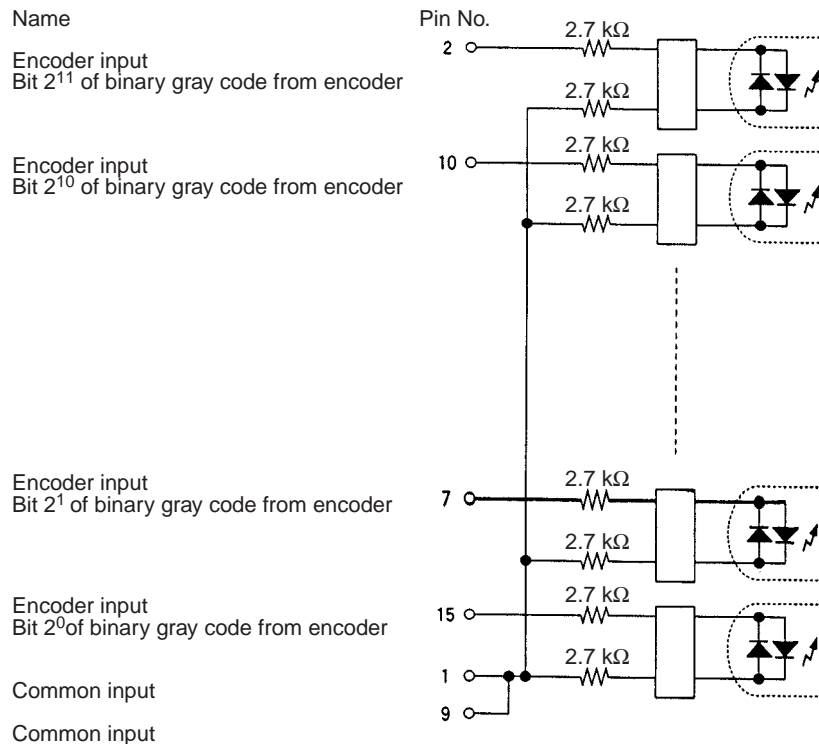 Name Pin No.
2.7 kΩ
2
Encoder input
Bit 2¹¹ of binary gray code from encoder
2.7 kΩ
2.7 kΩ
Encoder input
10
Bit 2¹⁰ of binary gray code from encoder
2.7 kΩ
2.7 kΩ
Encoder input
7
Bit 2¹ of binary gray code from encoder
2.7 kΩ
2.7 kΩ
Encoder input
15
Bit 2⁰of binary gray code from encoder
2.7 kΩ
1
Common input
9
Common input